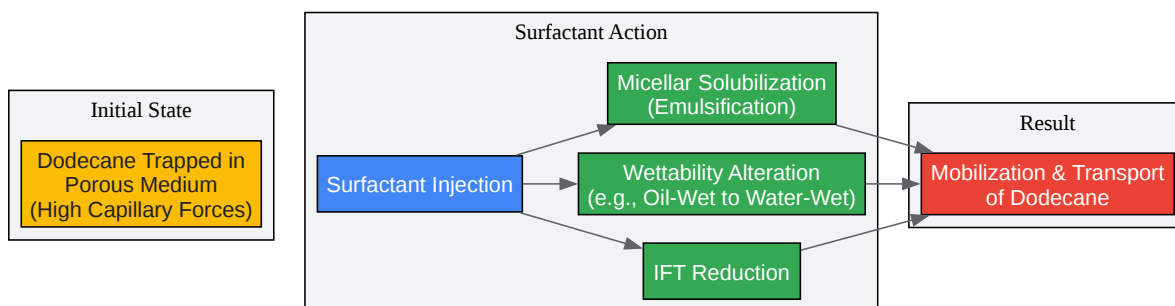 Initial State
Dodecane Trapped in
Porous Medium
(High Capillary Forces)
Surfactant Action
Surfactant Injection
Micellar Solubilization
(Emulsification)
Wettability Alteration
(e.g., Oil-Wet to Water-Wet)
IFT Reduction
Result
Mobilization & Transport
of Dodecane